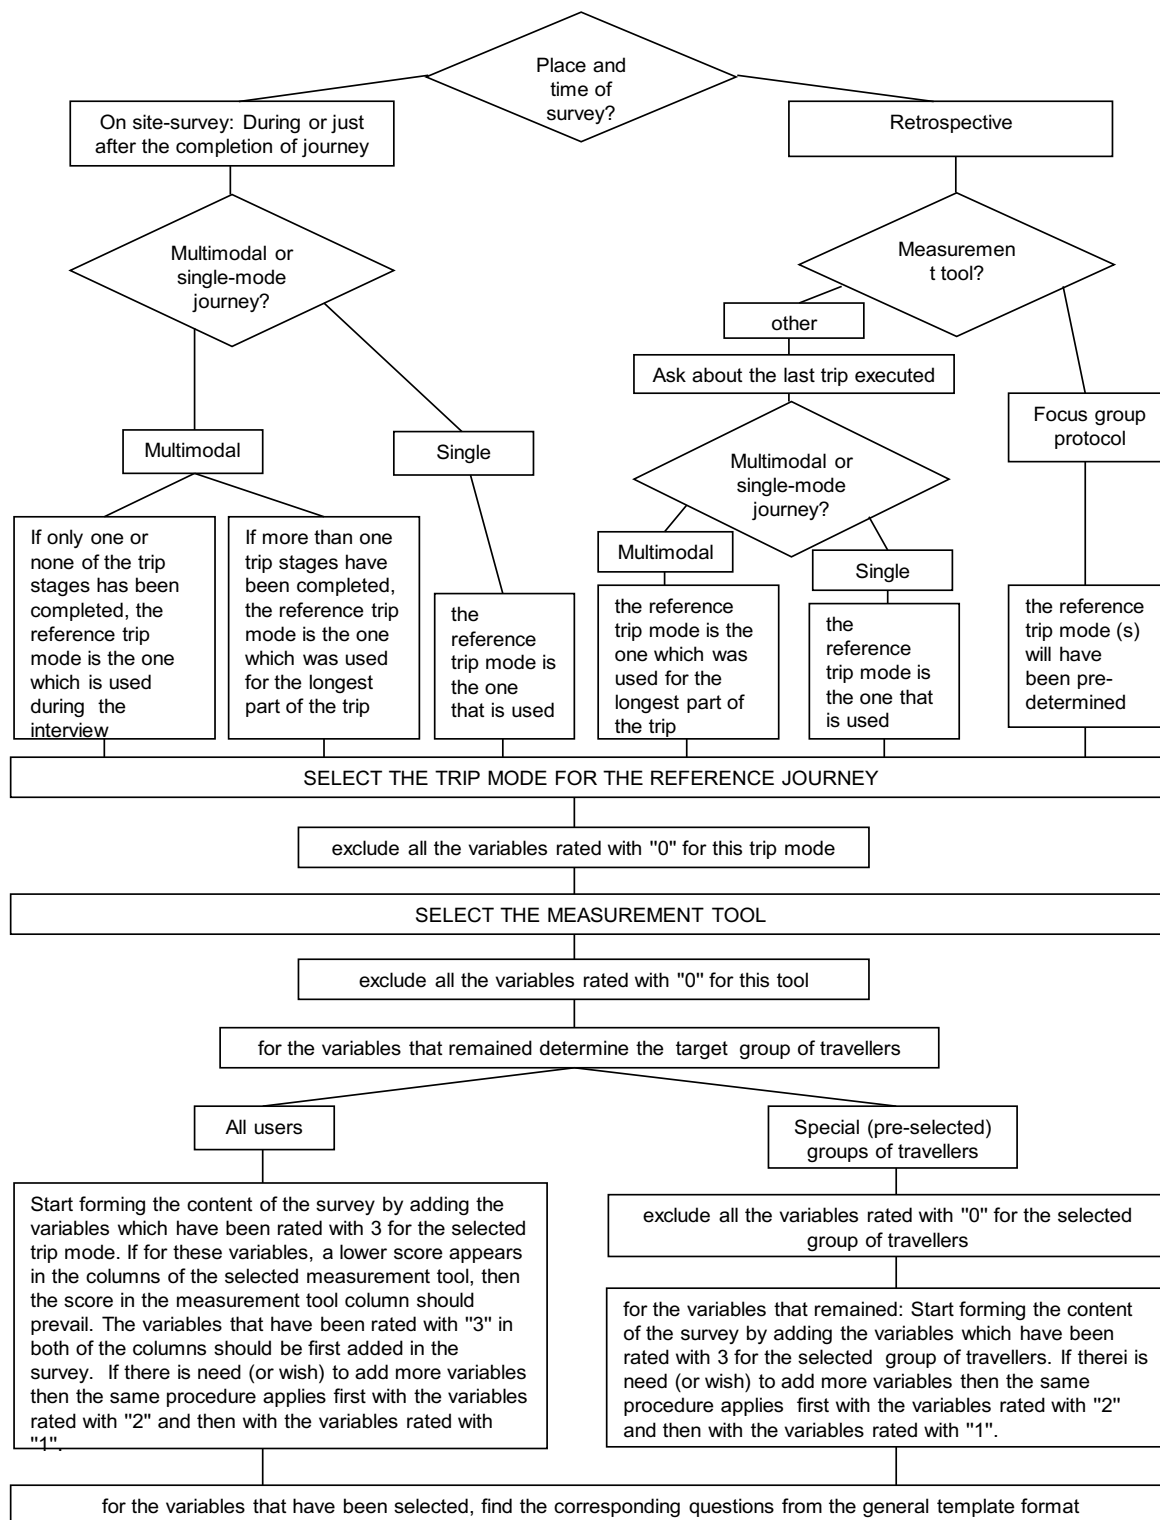 Place and
time of
survey?
On site-survey: During or just
after the completion of journey
Retrospective
Multimodal or
single-mode
journey?
Measuremen
t tool?
other
Ask about the last trip executed
Focus group
protocol
Multimodal
Single
Multimodal or
single-mode
journey?
Multimodal
Single
If only one or
none of the trip
stages has been
completed, the
reference trip
mode is the one
which is used
during the
interview
If more than one
trip stages have
been completed,
the reference trip
mode is the one
which was used
for the longest
part of the trip
the
reference
trip mode is
the one
that is used
the reference
trip mode is the
one which was
used for the
longest part of
the trip
the
reference
trip mode is
the one that
is used
the reference
trip mode (s)
will have
been pre-
determined
SELECT THE TRIP MODE FOR THE REFERENCE JOURNEY
exclude all the variables rated with "0" for this trip mode
SELECT THE MEASUREMENT TOOL
exclude all the variables rated with "0" for this tool
for the variables that remained determine the target group of travellers
All users
Special (pre-selected)
groups of travellers
Start forming the content of the survey by adding the
variables which have been rated with 3 for the selected
trip mode. If for these variables, a lower score appears
in the columns of the selected measurement tool, then
the score in the measurement tool column should
prevail. The variables that have been rated with "3" in
both of the columns should be first added in the
survey. If there is need (or wish) to add more variables
then the same procedure applies first with the variables
rated with "2" and then with the variables rated with
"1".
exclude all the variables rated with "0" for the selected
group of travellers
for the variables that remained: Start forming the content
of the survey by adding the variables which have been
rated with 3 for the selected group of travellers. If therei is
need (or wish) to add more variables then the same
procedure applies first with the variables rated with "2"
and then with the variables rated with "1".
for the variables that have been selected, find the corresponding questions from the general template format